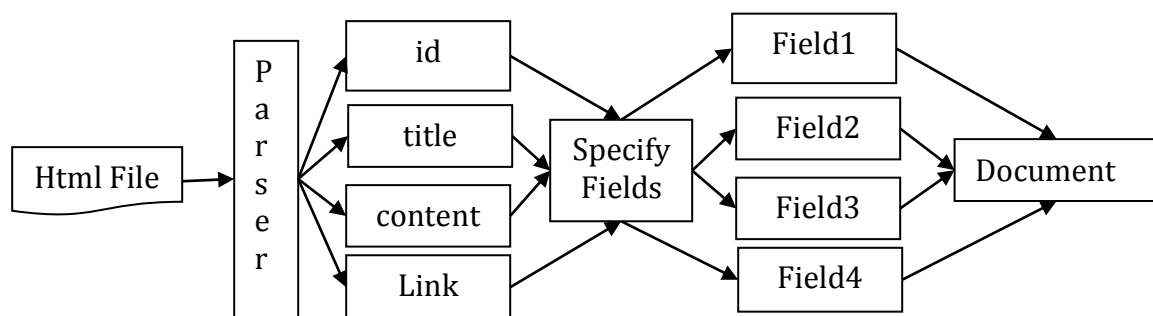 Html File
P
a
r
s
e
r
id
title
content
Link
Specify
Fields
Field1
Field2
Field3
Field4
Document